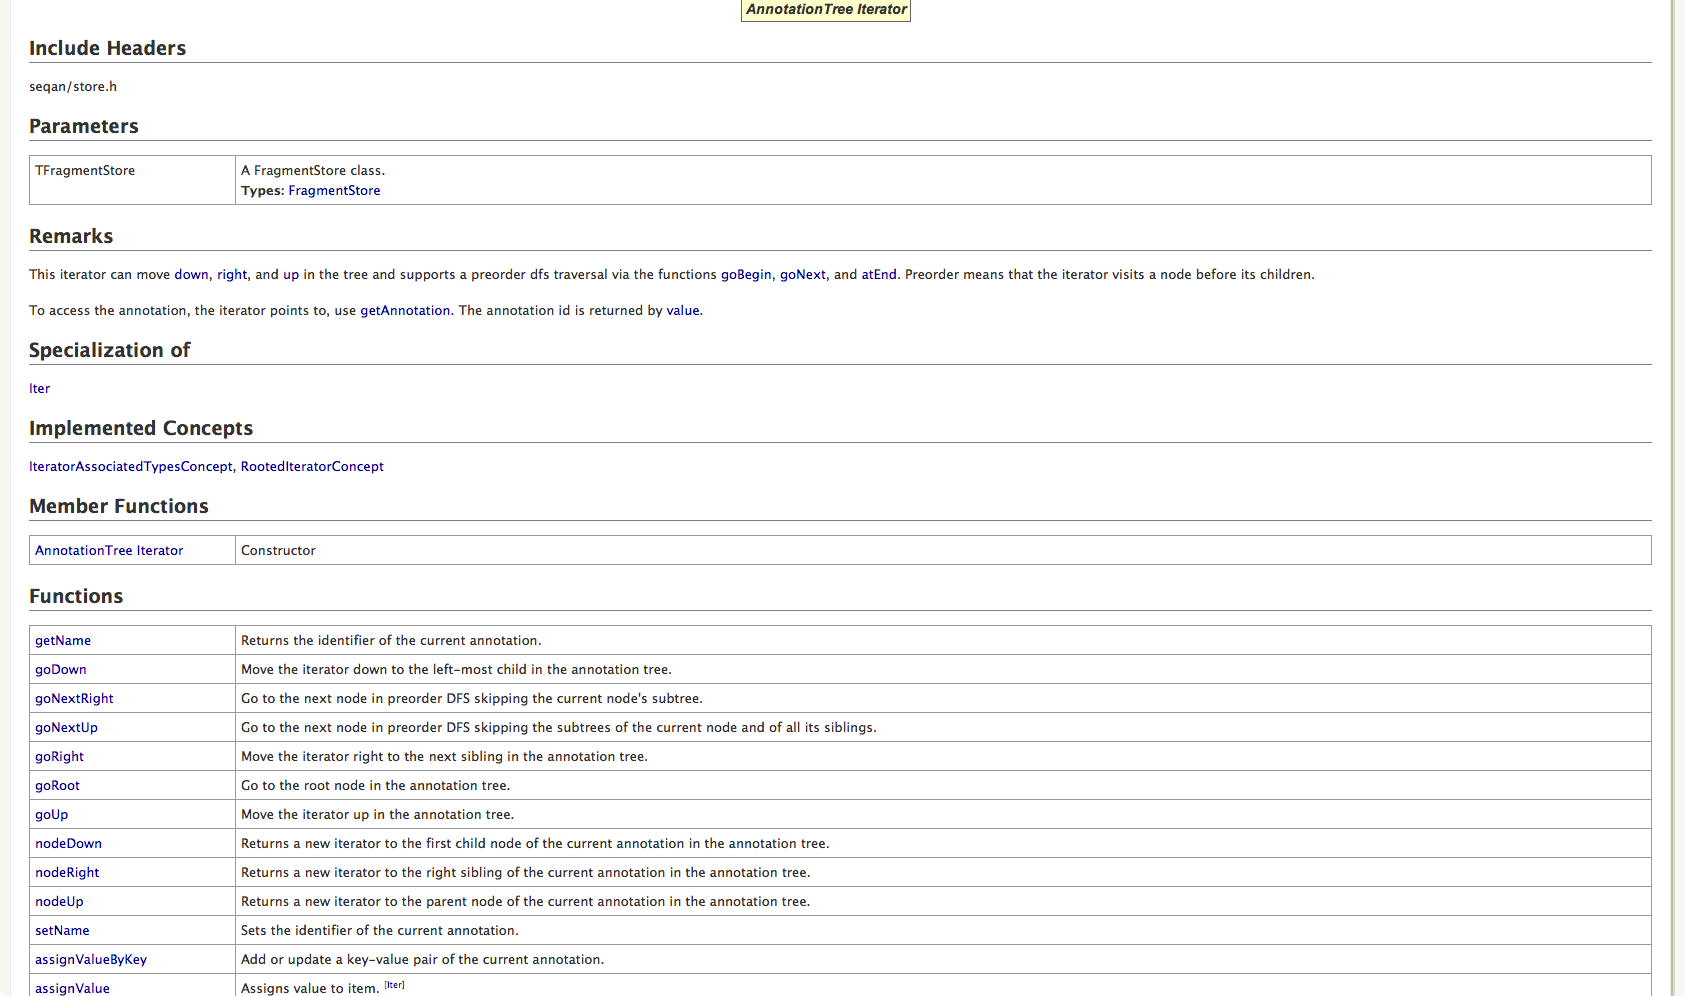 AnnotationTree Iterator
Include Headers
seqan/store.h
Parameters
TFragmentStore
A FragmentStore class.
Types: FragmentStore
Remarks
This iterator can move down, right, and up in the tree and supports a preorder dfs traversal via the functions goBegin, goNext, and atEnd. Preorder means that the iterator visits a node before its children.
To access the annotation, the iterator points to, use getAnnotation. The annotation id is returned by value.
Specialization of
Iter
Implemented Concepts
IteratorAssociatedTypesConcept, RootedIteratorConcept
Member Functions
AnnotationTree Iterator Constructor
Functions
getName Returns the identifier of the current annotation.
goDown Move the iterator down to the left-most child in the annotation tree.
goNextRight Go to the next node in preorder DFS skipping the current node's subtree.
goNextUp Go to the next node in preorder DFS skipping the subtrees of the current node and of all its siblings.
goRight Move the iterator right to the next sibling in the annotation tree.
goRoot Go to the root node in the annotation tree.
goUp Move the iterator up in the annotation tree.
nodeDown Returns a new iterator to the first child node of the current annotation in the annotation tree.
nodeRight Returns a new iterator to the right sibling of the current annotation in the annotation tree.
nodeUp Returns a new iterator to the parent node of the current annotation in the annotation tree.
setName Sets the identifier of the current annotation.
assignValueByKey Add or update a key-value pair of the current annotation.
assignValue Assigns value to item. [Iter]